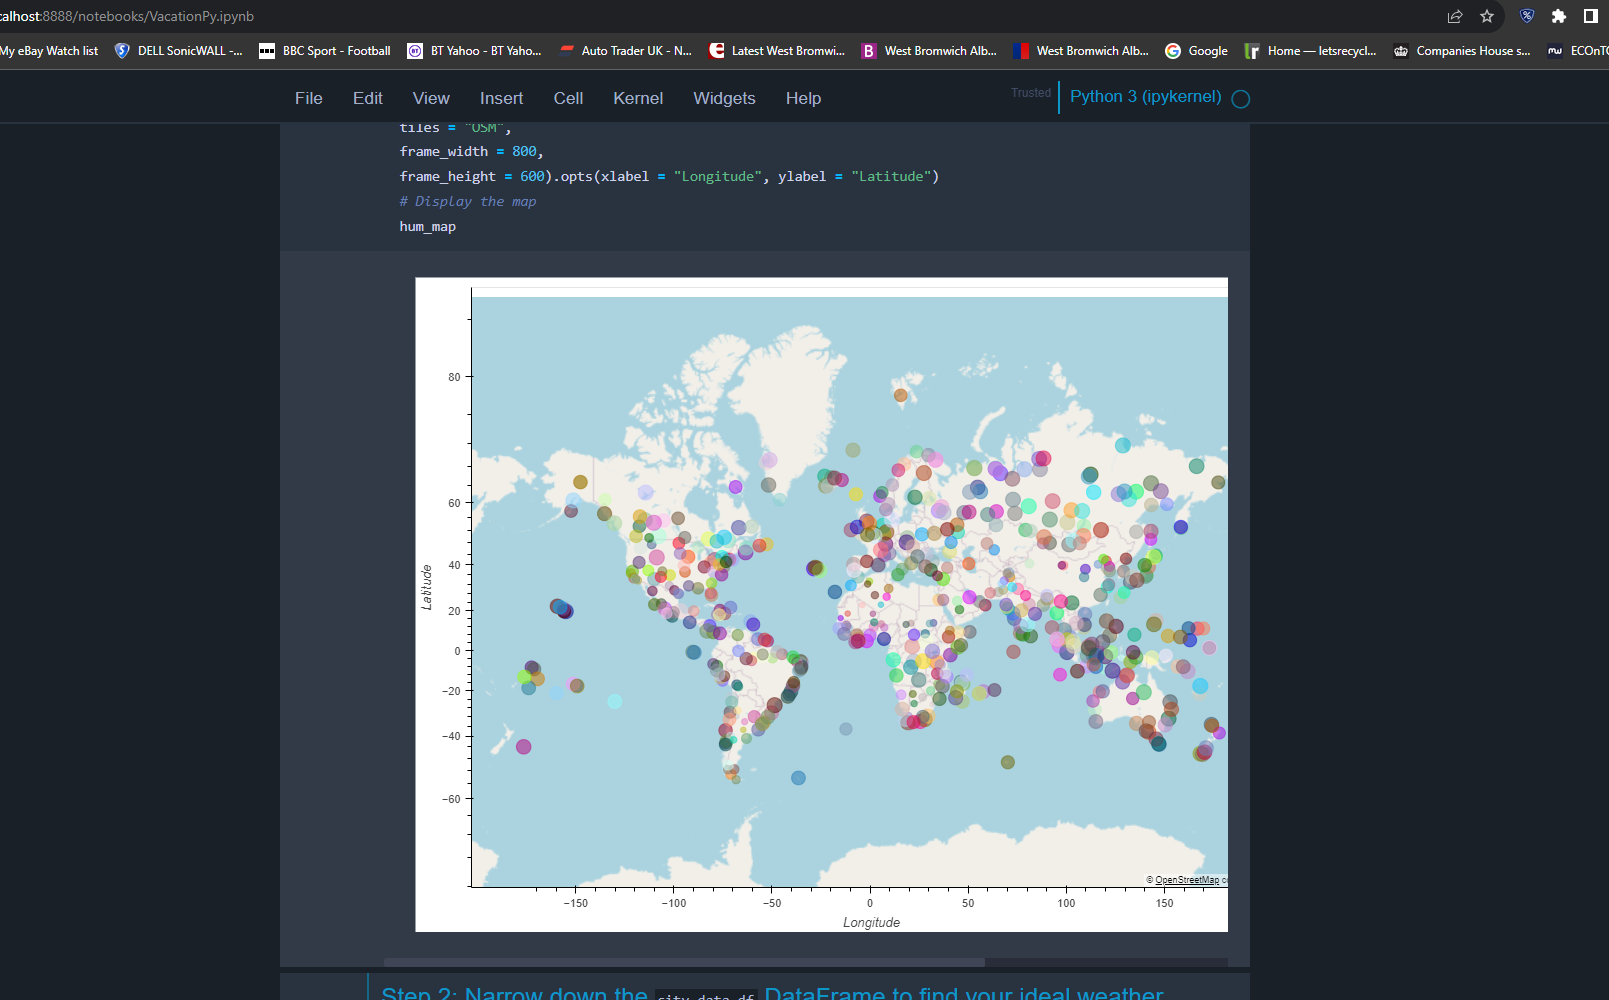 alhost:8888/notebooks/VacationPy.ipynb
My eBay Watch list DELL SonicWALL -... BBC Sport - Football BT Yahoo - BT Yaho... Auto Trader UK - N... Latest West Bromwi... West Bromwich Alb... West Bromwich Alb... Google Home — letsrecycl... Companies House s... ECOnTO
File Edit View Insert Cell Kernel Widgets Help Trusted Python 3 (ipykernel)
tiles = "OSM",
frame_width = 800,
frame_height = 600).opts(xlabel = "Longitude", ylabel = "Latitude")
# Display the map
hum_map
80
60
40
20
0
−20
−40
−60
Latitude
© OpenStreetMap co
−150 −100 −50 0 50 100 150
Longitude
Step 2: Narrow down the city_data_df DataFrame to find your ideal weather